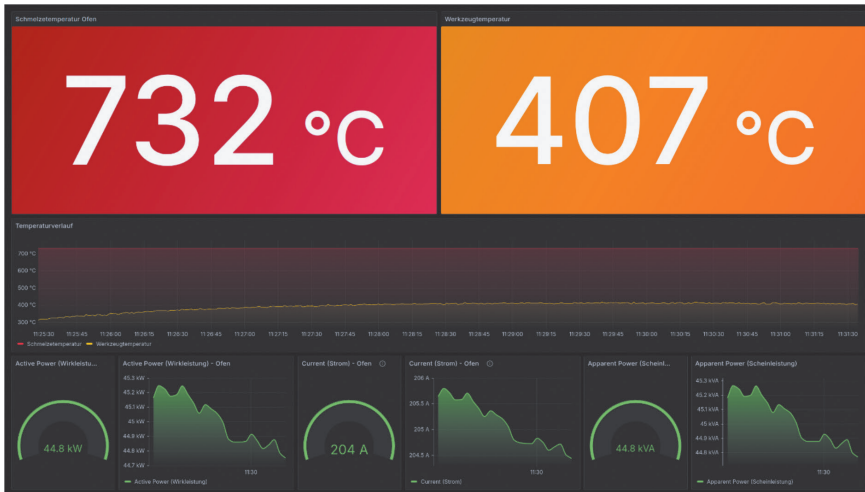 Schmelzetemperatur Ofen
Werkzeugtemperatur
732 °C
407 °C
Temperaturverlauf
700 °C
600 °C
500 °C
400 °C
300 °C
11:25:30 11:25:45 11:26:00 11:26:15 11:26:30 11:26:45 11:27:00 11:27:15 11:27:30 11:27:45 11:28:00 11:28:15 11:28:30 11:28:45 11:29:00 11:29:15 11:29:30 11:29:45 11:30:00 11:30:15 11:30:30 11:30:45 11:31:00 11:31:15 11:31:30
Schmelzetemperatur Werkzeugtemperatur
Active Power (Wirkleistu...
44.8 kW
Active Power (Wirkleistung) - Ofen
45.3 kW
45.2 kW
45.1 kW
45 kW
44.9 kW
44.8 kW
44.7 kW
11:30
Active Power (Wirkleistung)
Current (Strom) - Ofen
204 A
Current (Strom) - Ofen
206 A
205.5 A
205 A
204.5 A
11:30
Current (Strom)
Apparent Power (Scheinl...
44.8 kVA
Apparent Power (Scheinleistung)
45.3 kVA
45.2 kVA
45.1 kVA
45 kVA
44.9 kVA
44.8 kVA
11:30
Apparent Power (Scheinleistung)